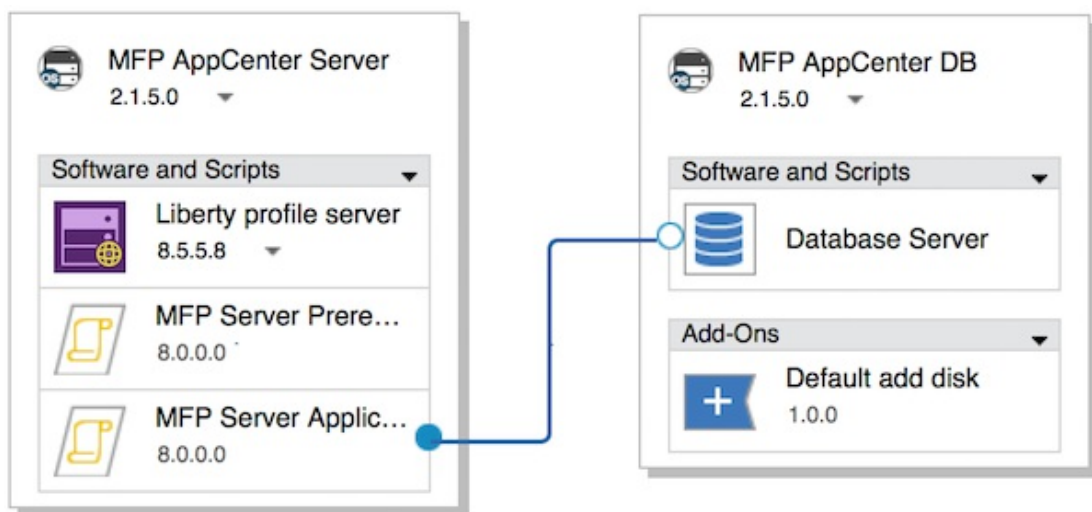 MFP AppCenter Server
2.1.5.0
Software and Scripts
Liberty profile server
8.5.5.8
MFP Server Prere...
8.0.0.0
MFP Server Applic...
8.0.0.0
MFP AppCenter DB
2.1.5.0
Software and Scripts
Database Server
Add-Ons
Default add disk
1.0.0